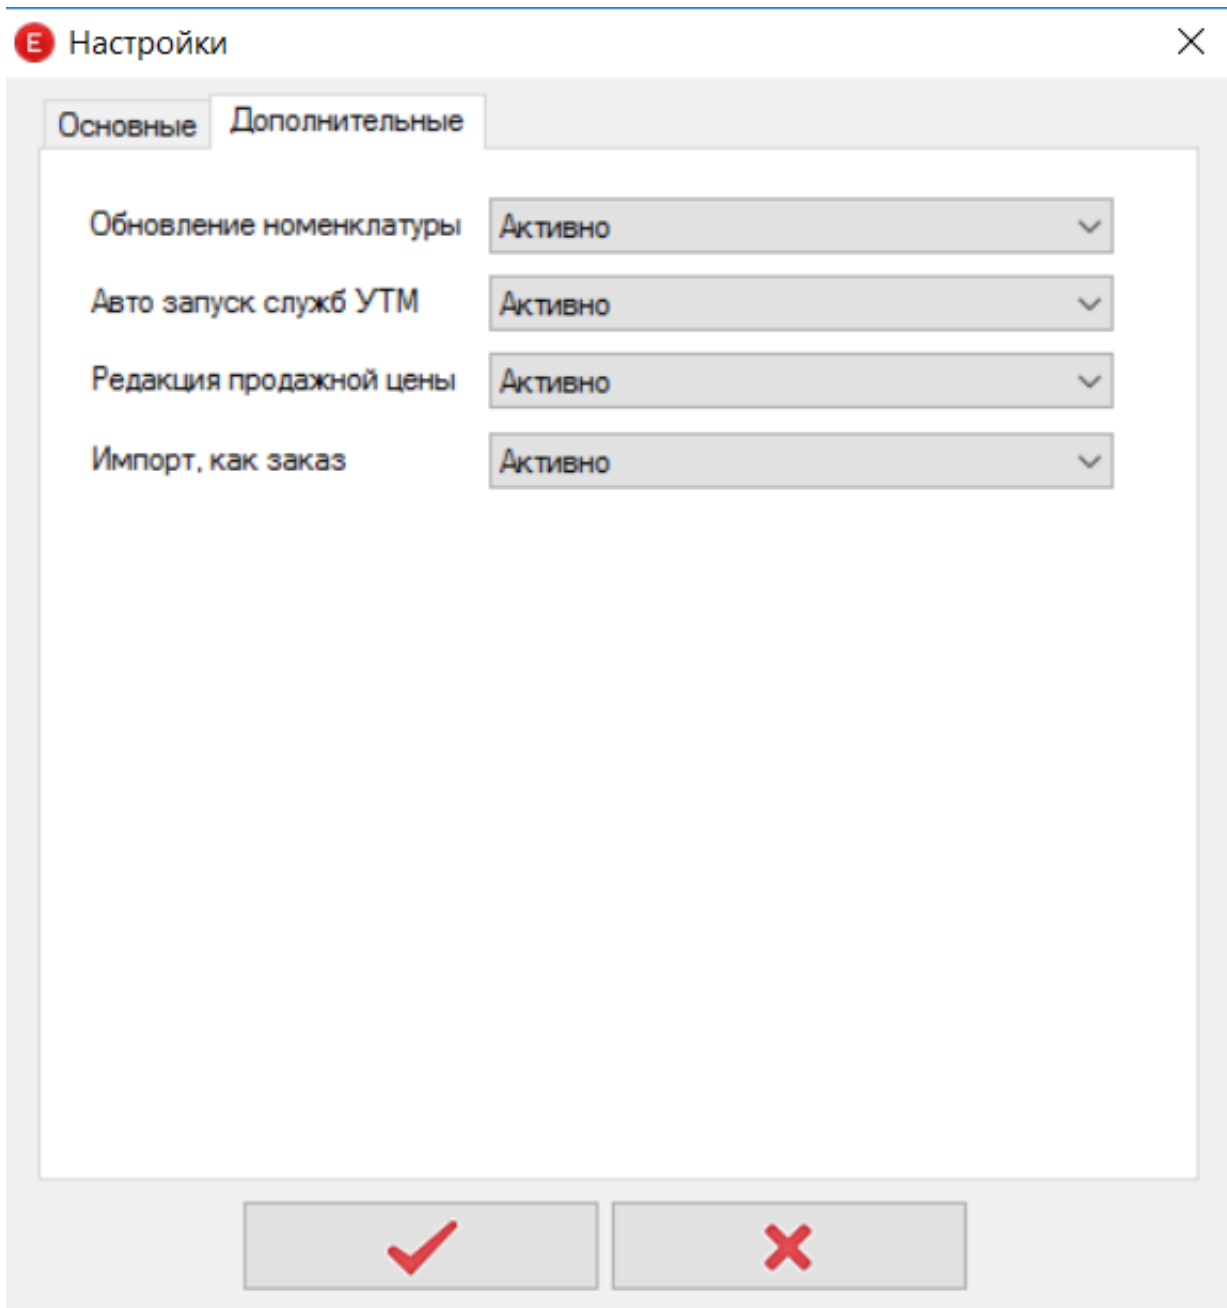 E Настройки
Основные Дополнительные
Обновление номенклатуры Активно
Авто запуск служб УТМ Активно
Редакция продажной цены Активно
Импорт, как заказ Активно